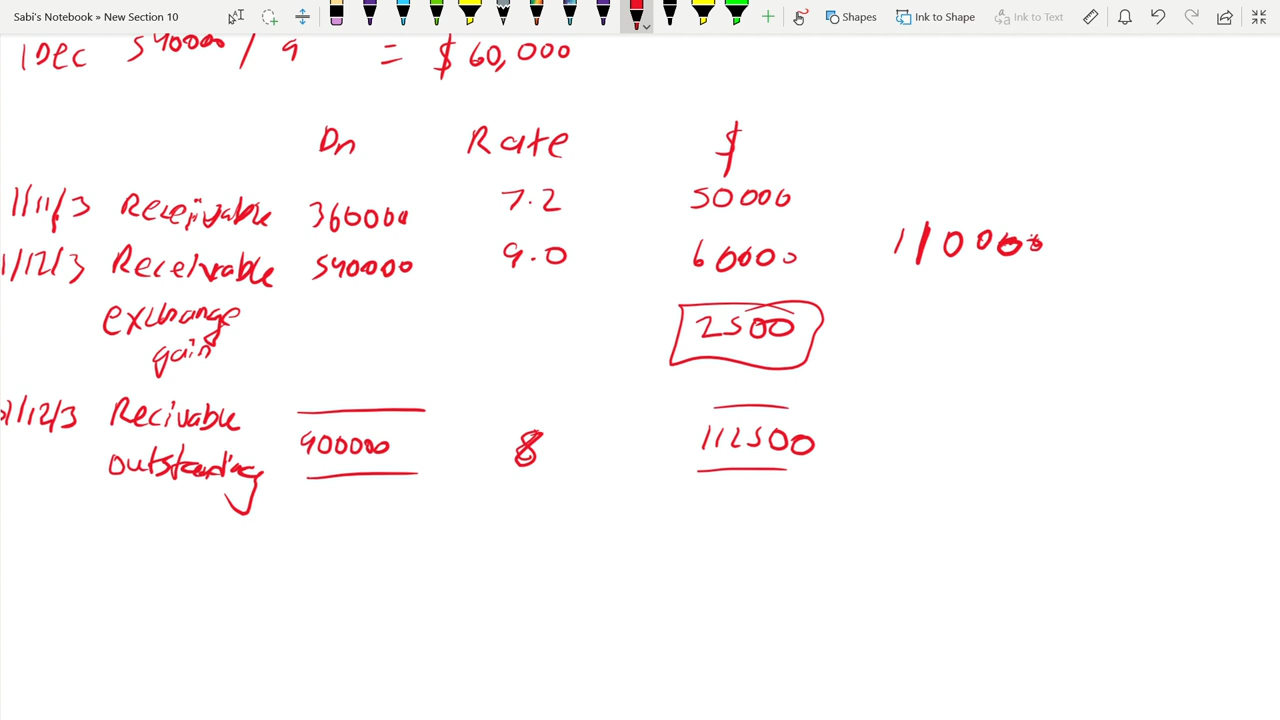 Sabi's Notebook » New Section 10
Shapes Ink to Shape Ink to Text
1 Dec 540000 / 9 = $ 60,000
Dn Rate $
1/11/3 Receivable 360000 7.2 50000
1/12/3 Receivable 540000 9.0 60000 110000
exchange 2500
gain
/12/3 Recivable
outstanding 900000 8 112500